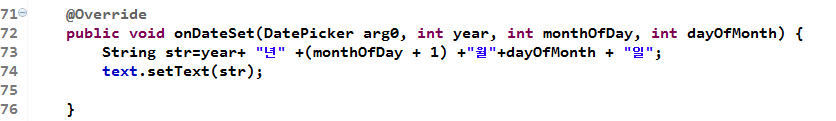 71 @Override
72 public void onDateSet(DatePicker arg0, int year, int monthOfDay, int dayOfMonth) {
73 String str=year+ "년" +(monthOfDay + 1) +"월"+dayOfMonth + "일";
74 text.setText(str);
75
76 }